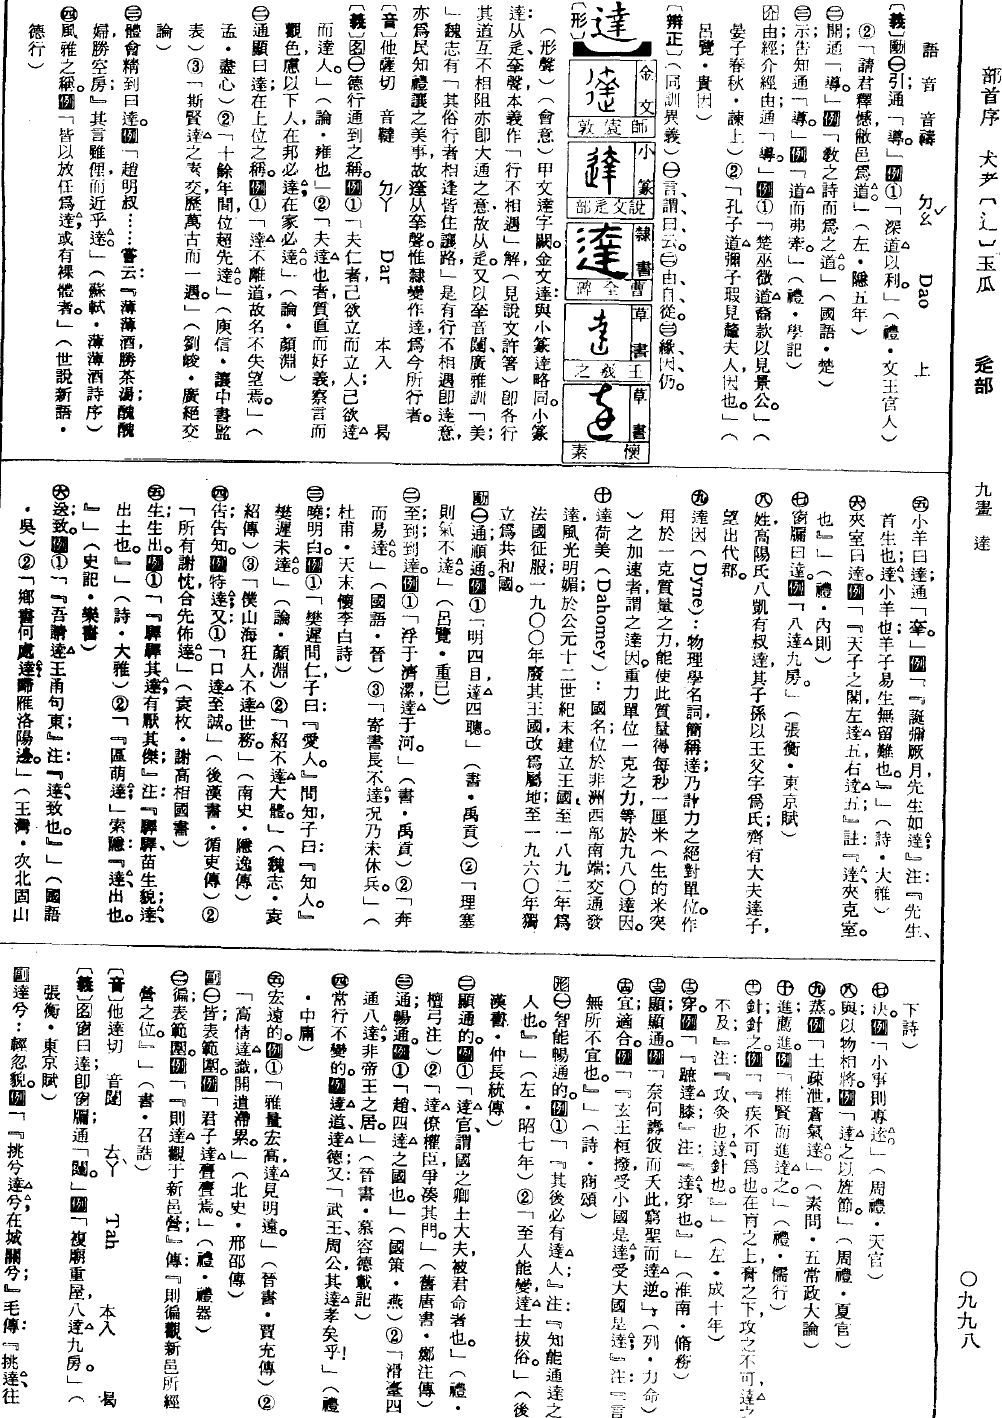 部首序 犬歹宀辶玉瓜 辵部 九畫 達 〇九九八
語 音 音禱 ㄉㄠˇ Dao 上
〔義〕動㊀引通「導」。例①「深道以利。」（禮·文王官人）
②「請君釋憾敝邑爲道。」（左·隱五年）
㊁開通「導」。例「教之詩而爲之道」（國語·楚）
㊂示告知通「導」。例「道而弗牽。」（禮·學記）
介由經介經由通「導」。例①「楚巫微道裔款以見景公。」（
晏子春秋·諫上）②「孔子道彌子瑕見釐夫人因也。」（
呂覽·貴因）
〔辨正〕（同訓異義）㊀言、謂、曰、云。㊁由、自、從。㊂緣、因、仍。
〔形〕【達】
金文 師寰敦
小篆 說文辵部
隸書 曹全碑
草書 王羲之
草書 懷素
（形聲）（會意）甲文達字闕。金文達：與小篆達略同。小篆
達：从辵、羍聲。本義作「行不相遇」解（見說文許箸）即各行
其道互不相阻亦即大通之意故从辵。又以羍音闥，廣雅訓「美
」魏志有「其俗行者相逢皆住讓路」是有行不相遇即達意，
亦爲民知禮讓之美事，故達从羍聲。惟隸變作達，爲今所行者。
〔音〕他薩切 音韃 ㄉㄚˊ Dar 本入 曷
〔義〕名㊀德行通到之稱。例①「夫仁者己欲立而立人；己欲達
而達人。」（論·雍也）②「夫達也者，質直而好義，察言而
觀色，慮以下人，在邦必達；在家必達。」（論·顏淵）
㊁通顯曰達；在上位之稱。例①「達不離道，故名不失望焉。」（
孟·盡心）②「十餘年間，位超先達。」（庾信·讓中書監
表）③「斯賢達之素交，歷萬古而一遇。」（劉峻·廣絕交
論）
㊂體會精到曰達。例「趙明叔……嘗云：『薄薄酒，勝茶湯；醜醜
婦，勝空房』其言雖俚，而近乎達。」（蘇軾·薄薄酒詩序）
㊃風雅之稱。例「皆以放任爲達，或有裸體者。」（世說新語·
德行）
㊄小羊曰達；通「羍」。例「『誕彌厥月，先生如達』注：『先生、
首生也；達、小羊也；羊子易生無留難也。』」（詩·大雅）
㊅夾室曰達。例「『天子之閣，左達五，右達五』註：『達、夾克室
也』」（禮·內則）
㊆窗牖曰達。例「八達九房。」（張衡·東京賦）
㊇姓高陽氏八凱有叔達，其子係以王父字爲氏；齊有大夫達子，
望出代郡。
㊈達因（Dyne）：物理學名詞，簡稱達；乃計力之絕對單位。作
用於一克質量之力，能使此質量得每秒一厘米（生的米突
）之加速者謂之達因。重力單位一克之力，等於九八〇達因。
㊉達荷美（Dahomey）：國名，位於非洲西部南端，交通發
達，風光明媚。於公元十二世紀末建立王國；至一八九二年爲
法國征服；一九〇〇年廢其王國，改爲屬地；至一九六〇年獨
立爲共和國。
動㊀通；順通。例①「明四目，達四聰。」（書·禹貢）②「理塞
則氣不達。」（呂覽·重己）
㊁至；到；到達。例①「浮于濟漯，達于河。」（書·禹貢）②「奔
而易達。」（國語·晉）③「寄書長不達，況乃未休兵。」（
杜甫·天末懷李白詩）
㊂曉；明白。例①「樊遲問仁，子曰：『愛人。』問知，子曰：『知人。』
樊遲未達。」（論·顏淵）②「紹不達大體。」（魏志·袁
紹傳）③「僕山海狂人，不達世務。」（南史·隱逸傳）
㊃告；告知。例特達又①「口達至誠。」（後漢書·循吏傳）②
「所有謝忱，合先佈達。」（袁枚·謝高相國書）
㊄生；生出。例①「『驛驛其達，有厭其傑』注：『驛驛、苗生貌；達、
出土也。』」（詩·大雅）②「『區萌達』索隱：『達、出也。
』」（史記·樂書）
㊅送；致。例①「『吾請達王甬句東』注：『達、致也。』」（國語
·吳）②「鄉書何處達，歸雁洛陽邊。」（王灣·次北固山
下詩）
㊆決。例「小事則專達。」（周禮·天官）
㊇與；以物相將。例「達之以旌節。」（周禮·夏官）
㊈蒸。例「土疎泄，蒼氣達。」（素問·五常政大論）
㊉進；薦進。例「推賢而進達之。」（禮·儒行）
㊉㊀針；針之。例「『疾不可爲也，在肓之上，膏之下，攻之不可，達之
不及』注：『攻、灸也；達、針也』」（左·成十年）
㊉㊁穿。例「『蹠達膝』注：『達、穿也。』」（淮南·脩務）
㊉㊂顯；顯通。例「奈何壽彼而夭此，窮聖而達逆。」（列·力命）
㊉㊃宜；適合。例「『玄王桓撥，受小國是達；受大國是達』注：『言
無所不宜也』」（詩·商頌）
形㊀智能暢通的。例①「『其後必有達人』注：『知能通達之
人也。』」（左·昭七年）②「至人能變，達士拔俗。」（後
漢書·仲長統傳）
㊁顯通的。例①「達官，謂國之卿士大夫被君命者也。」（禮·
檀弓注）②「達僚權臣，爭湊其門。」（舊唐書·鄭注傳）
㊂通暢通。例①「趙，四達之國也。」（國策·燕）②「滑臺四
通八達，非帝王之居。」（晉書·慕容德載記）
㊃常行不變的。例達道、達德又「武王、周公其達孝矣乎！」（禮
·中庸）
㊄宏遠的。例①「雅量宏高，達見明遠。」（晉書·賈充傳）②
「高情達識，開遣滯累。」（北史·邢邵傳）
副㊀皆；表範圍。例「君子達亹亹焉。」（禮·禮器）
㊁徧；表範圍。例「『則達觀于新邑營』傳：『則徧觀新邑所經
營之位。』」（書·召誥）
〔音〕他達切 音闥 ㄊㄚˋ Tah 本入 曷
〔義〕名窗曰達；即窗牖，通「闥」。例「複廟重屋，八達九房。」（
張衡·東京賦）
副達兮：輕忽貌。例「『挑兮達兮，在城闕兮』毛傳：『挑達、往